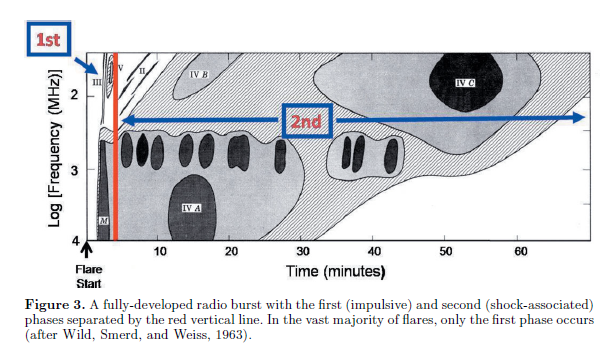 1st
III
V
II
IV B
IV C
2nd
IV A
M
Log [Frequency (MHz)]
2
3
4
10
20
30
40
50
60
Flare
Start
Time (minutes)
Figure 3. A fully-developed radio burst with the first (impulsive) and second (shock-associated)
phases separated by the red vertical line. In the vast majority of flares, only the first phase occurs
(after Wild, Smerd, and Weiss, 1963).